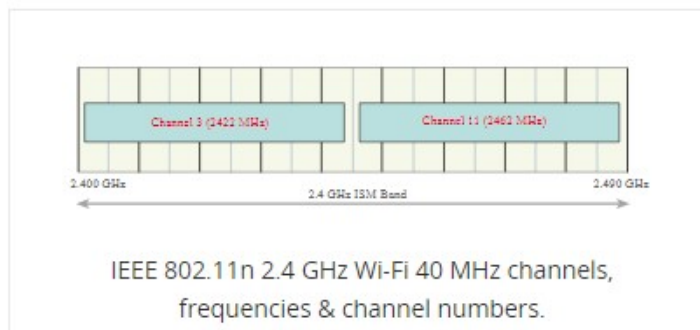 Channel 3 (2422 MHz)
Channel 11 (2462 MHz)
2.400 GHz
2.490 GHz
2.4 GHz ISM Band
IEEE 802.11n 2.4 GHz Wi-Fi 40 MHz channels,
frequencies & channel numbers.